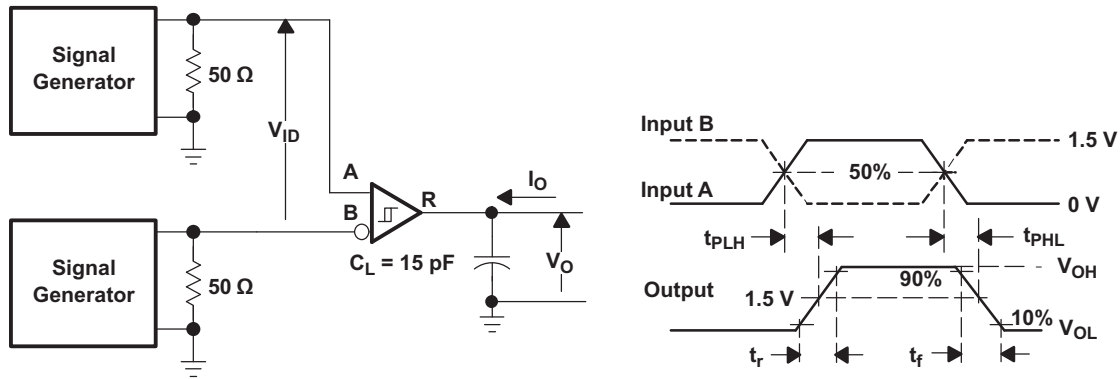 Signal
Generator
50 Ω
V_ID
A
B
R
I_O
C_L = 15 pF
V_O
Signal
Generator
50 Ω
Input B
1.5 V
50%
Input A
0 V
t_PLH
t_PHL
V_OH
90%
Output
1.5 V
10%
V_OL
t_r
t_f